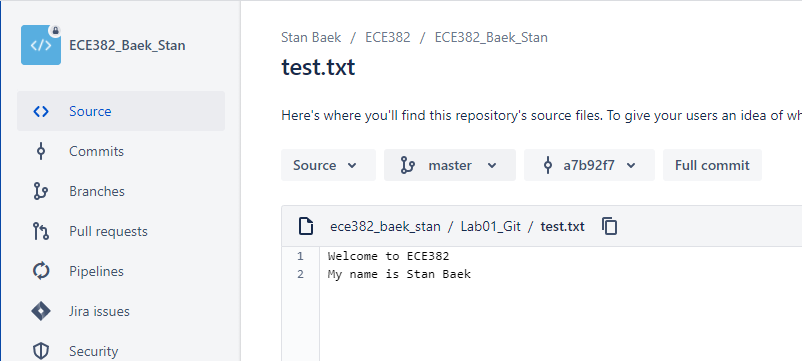 ECE382_Baek_Stan
Source
Commits
Branches
Pull requests
Pipelines
Jira issues
Security
Stan Baek / ECE382 / ECE382_Baek_Stan
test.txt
Here's where you'll find this repository's source files. To give your users an idea of
Source master a7b92f7 Full commit
ece382_baek_stan / Lab01_Git / test.txt
1 Welcome to ECE382
2 My name is Stan Baek